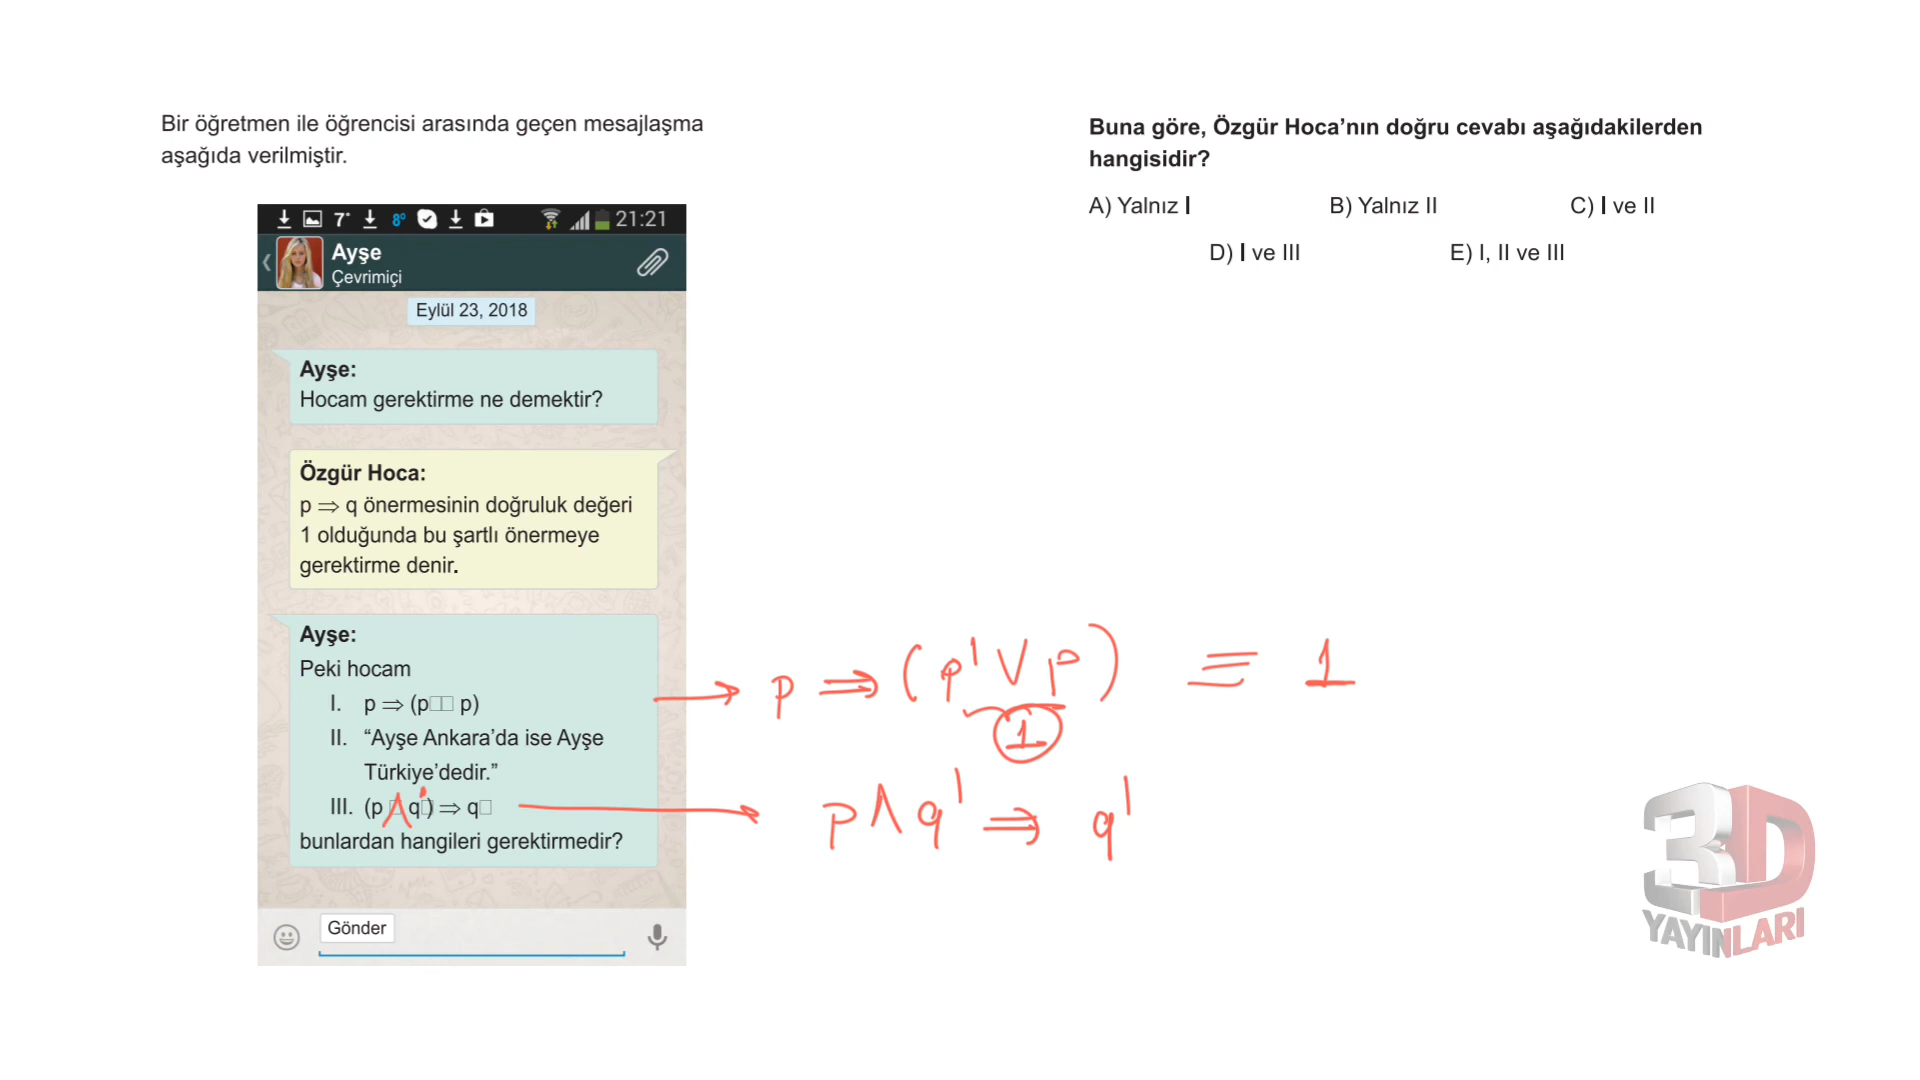 Bir öğretmen ile öğrencisi arasında geçen mesajlaşma
aşağıda verilmiştir.
7° 8° 21:21
Ayşe
Çevrimiçi
Eylül 23, 2018
Ayşe:
Hocam gerektirme ne demektir?
Özgür Hoca:
p ⇒ q önermesinin doğruluk değeri
1 olduğunda bu şartlı önermeye
gerektirme denir.
Ayşe:
Peki hocam
I. p ⇒ (p□□ p)
II. “Ayşe Ankara’da ise Ayşe
Türkiye’dedir.”
III. (p ∧ q') ⇒ q□
bunlardan hangileri gerektirmedir?
Gönder
p ⇒ (p' ∨ p) ≡ 1
1
p ∧ q' ⇒ q'
Buna göre, Özgür Hoca’nın doğru cevabı aşağıdakilerden
hangisidir?
A) Yalnız I B) Yalnız II C) I ve II
D) I ve III E) I, II ve III
3D
YAYINLARI